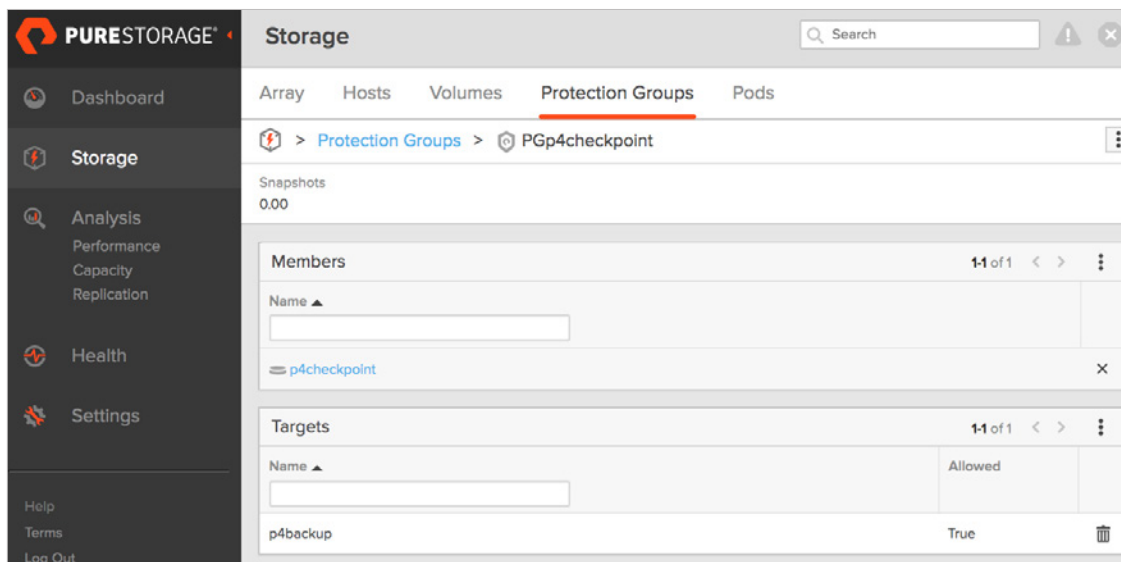 PURESTORAGE®
Dashboard
Storage
Analysis
Performance
Capacity
Replication
Health
Settings
Help
Terms
Log Out
Storage
Search
Array Hosts Volumes Protection Groups Pods
> Protection Groups > PGp4checkpoint
Snapshots
0.00
Members 1-1 of 1 < >
Name ▲
p4checkpoint
Targets 1-1 of 1 < >
Name ▲ Allowed
p4backup True